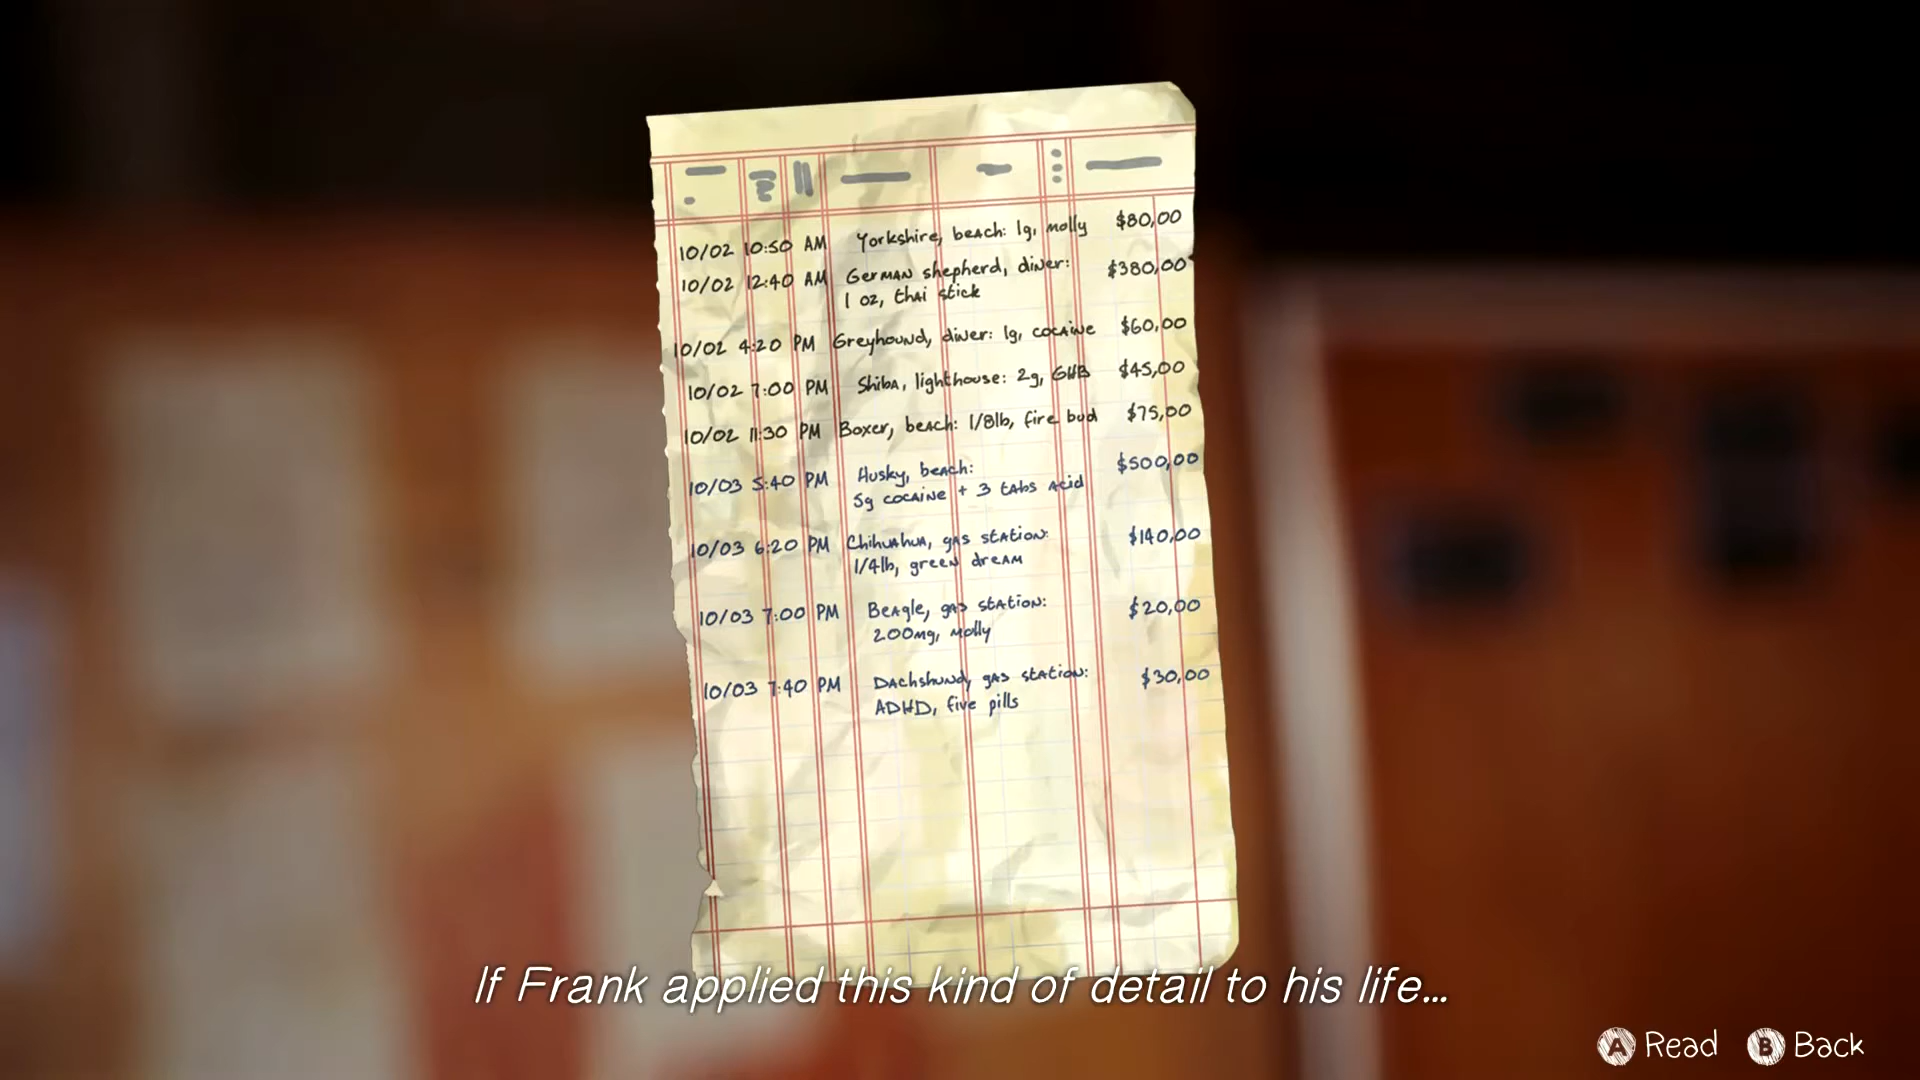 10/02 10:50 AM Yorkshire, beach: 1g, molly $80,00
10/02 12:40 AM German shepherd, diner: $380,00
1 oz, thai stick
10/02 4:20 PM Greyhound, diner: 1g, cocaine $60,00
10/02 7:00 PM Shiba, lighthouse: 2g, GHB $45,00
10/02 11:30 PM Boxer, beach: 1/8lb, fire bud $75,00
10/03 5:40 PM Husky, beach: $500,00
5g cocaine + 3 tabs acid
10/03 6:20 PM Chihuahua, gas station: $140,00
1/4lb, green dream
10/03 7:00 PM Beagle, gas station: $20,00
200mg, molly
10/03 7:40 PM Dachshund, gas station: $30,00
ADHD, five pills
If Frank applied this kind of detail to his life...
A Read B Back